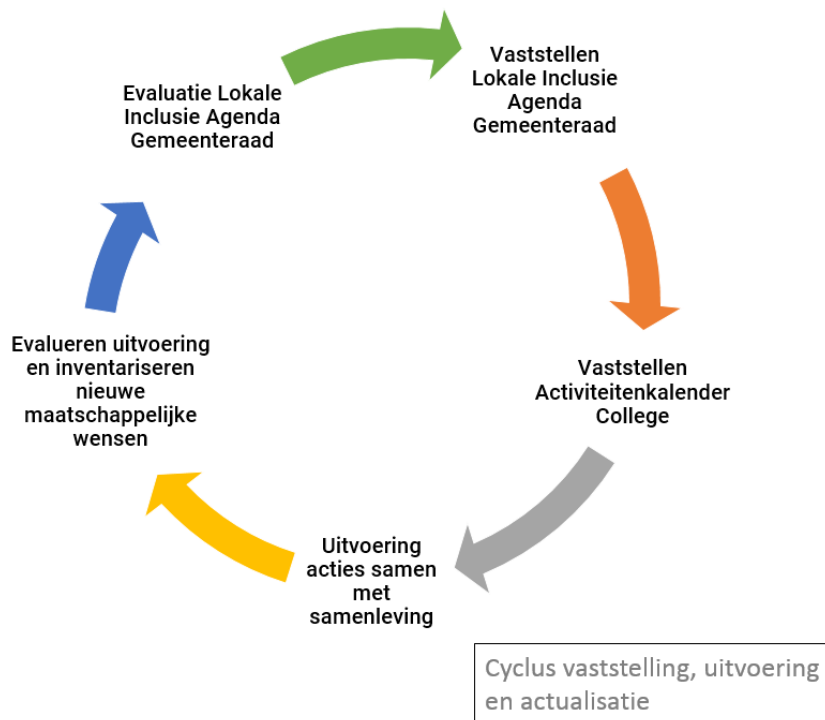 Vaststellen
Lokale Inclusie
Agenda
Gemeenteraad
Vaststellen
Activiteitenkalender
College
Uitvoering
acties samen
met
samenleving
Evalueren uitvoering
en inventariseren
nieuwe
maatschappelijke
wensen
Evaluatie Lokale
Inclusie Agenda
Gemeenteraad
Cyclus vaststelling, uitvoering
en actualisatie